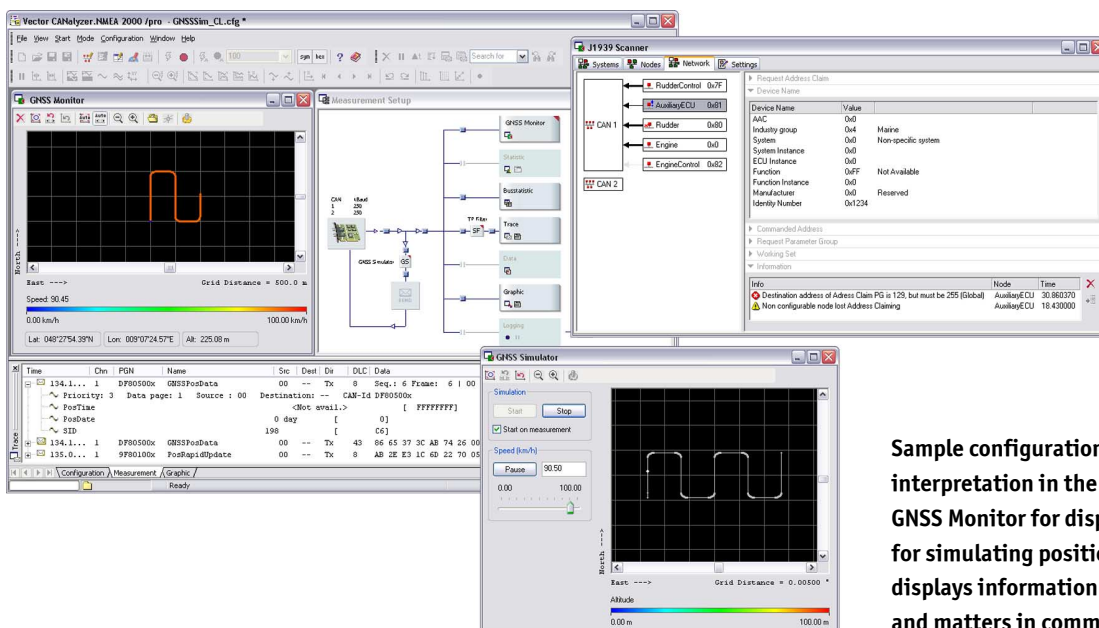 Vector CANalyzer.NMEA 2000 /pro - GNSSSim_CL.cfg *
File View Start Mode Configuration Window Help
100
sym hex
Search for
GNSS Monitor
North --->
East ---> Grid Distance = 500.0 m
Speed: 90.45
0.00 km/h 100.00 km/h
Lat: 048°27'54.39"N Lon: 009°07'24.57"E Alt: 225.08 m
Measurement Setup
CAN kBaud
1 250
2 250
GNSS Simulator GS
TP Filter
SF
GNSS Monitor
Statistic
Busstatistic
Trace
Data
Graphic
Logging
Trace
Time Chn PGN Name Src Dest Dir DLC Data
134.1... 1 DF80500x GNSSPosData 00 -- Tx 8 Seq.: 6 Frame: 6 | 00
Priority: 3 Data page: 1 Source : 00 Destination: -- CAN-Id DF80500x
PosTime <Not avail.> [ FFFFFFFF]
PosDate 0 day [ 0]
SID 198 [ C6]
134.1... 1 DF80500x GNSSPosData 00 -- Tx 43 86 65 37 3C AB 74 26 00
135.0... 1 9F80100x PosRapidUpdate 00 -- Tx 8 AB 2E E3 1C 6D 22 70 05
Configuration Measurement Graphic
Ready
J1939 Scanner
Systems Nodes Network Settings
CAN 1
RudderControl 0x7F
AuxiliaryECU 0x81
Rudder 0x80
Engine 0x0
EngineControl 0x82
CAN 2
Request Address Claim
Device Name
Device Name Value
AAC 0x0
Industry group 0x4 Marine
System 0x0 Non-specific system
System Instance 0x0
ECU Instance 0x0
Function 0xFF Not Available
Function Instance 0x0
Manufacturer 0x0 Reserved
Identity Number 0x1234
Commanded Address
Request Parameter Group
Working Set
Information
Info Node Time
Destination address of Adress Claim PG is 129, but must be 255 (Global) AuxiliaryECU 30.860370
Non configurable node lost Address Claiming AuxiliaryECU 18.430000
GNSS Simulator
Simulation
Start Stop
Start on measurement
Speed (km/h)
Pause 90.50
0.00 100.00
North --->
East ---> Grid Distance = 0.00500 °
Altitude
0.00 m 100.00 m
Sample configuration
interpretation in the
GNSS Monitor for disp
for simulating positio
displays information
and matters in comm